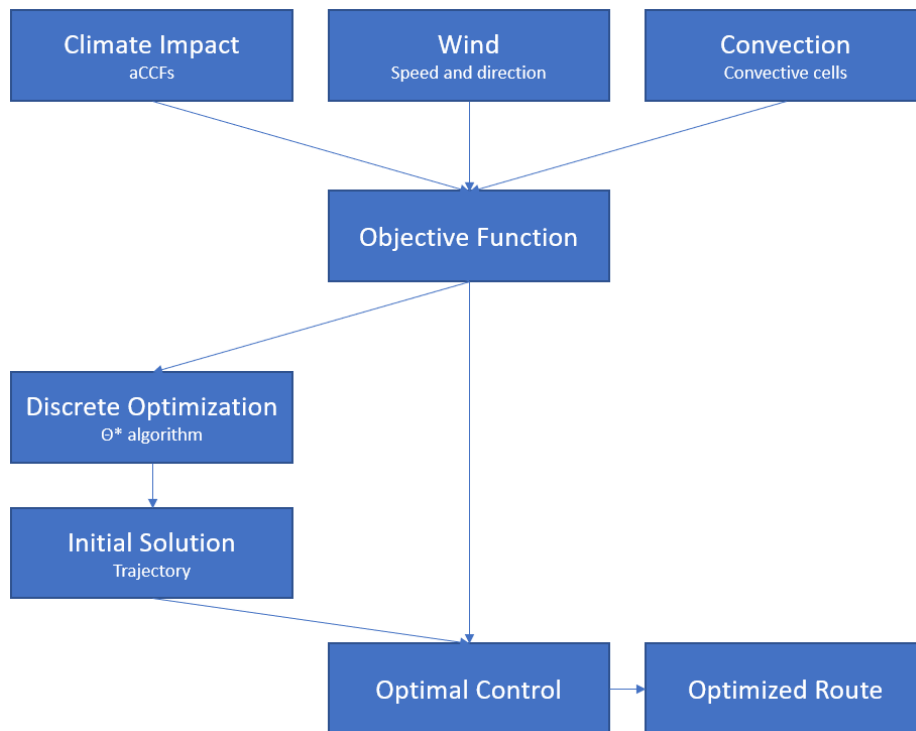 Climate Impact
aCCFs
Wind
Speed and direction
Convection
Convective cells
Objective Function
Discrete Optimization
Θ* algorithm
Initial Solution
Trajectory
Optimal Control
Optimized Route